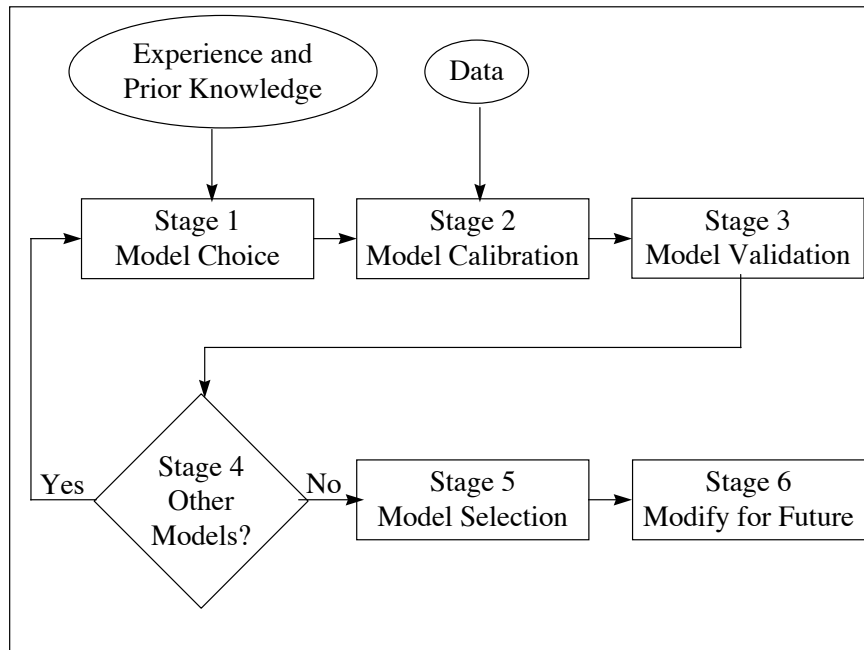 Experience and
Prior Knowledge
Data
Stage 1
Model Choice
Stage 2
Model Calibration
Stage 3
Model Validation
Yes
Stage 4
Other
Models?
No
Stage 5
Model Selection
Stage 6
Modify for Future